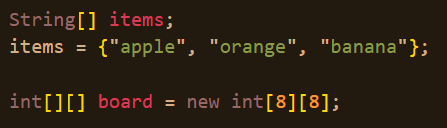 String[] items;
items = {"apple", "orange", "banana"};
int[][] board = new int[8][8];